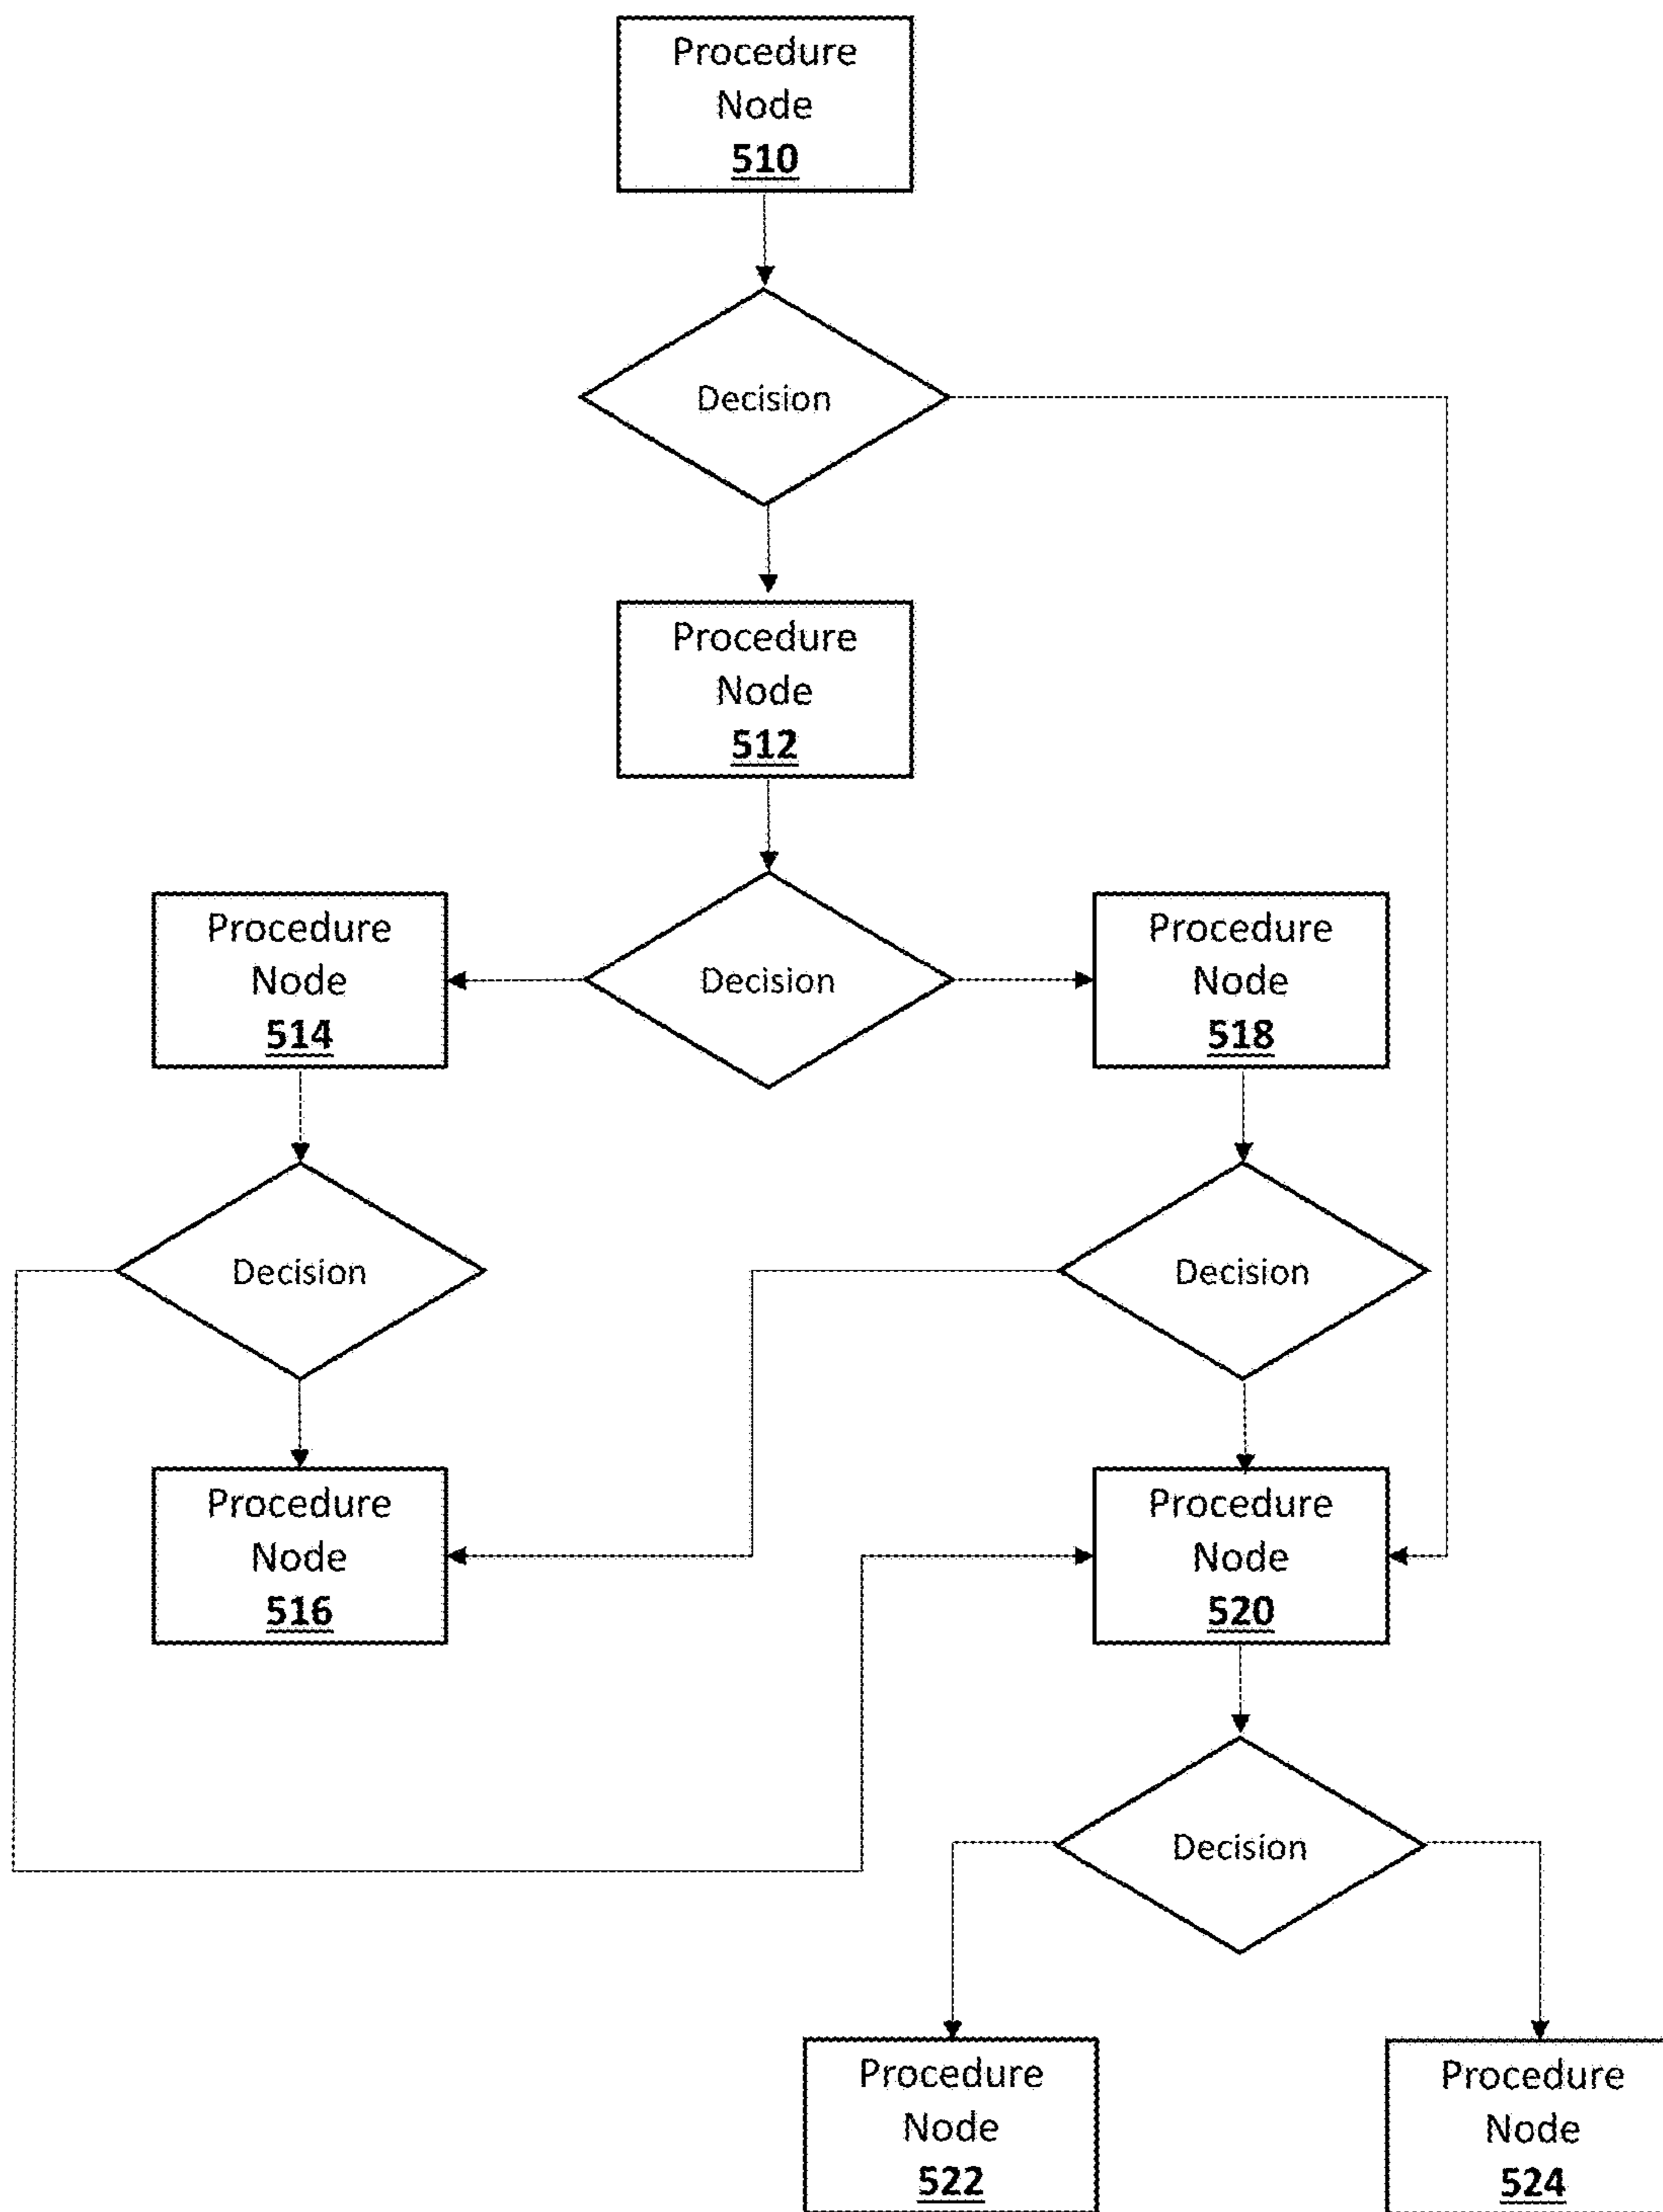 Procedure
Node
510
Decision
Procedure
Node
512
Procedure
Node
514
Decision
Procedure
Node
518
Decision
Decision
Procedure
Node
516
Procedure
Node
520
Decision
Procedure
Node
522
Procedure
Node
524